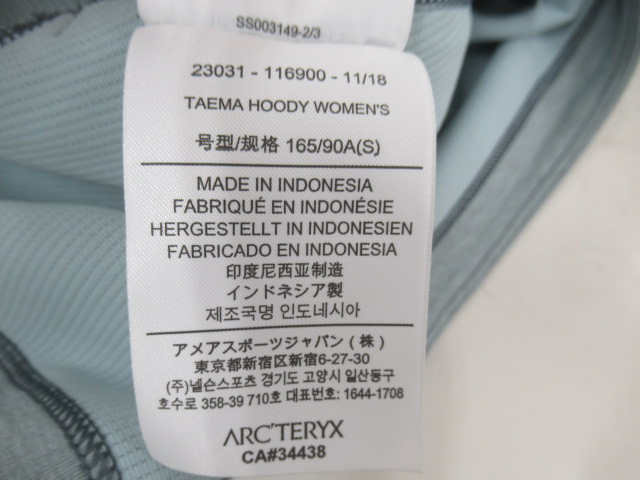 SS003149-2/3
23031 - 116900 - 11/18
TAEMA HOODY WOMEN'S
号型/规格 165/90A(S)
MADE IN INDONESIA
FABRIQUÉ EN INDONÉSIE
HERGESTELLT IN INDONESIEN
FABRICADO EN INDONESIA
印度尼西亚制造
インドネシア製
제조국명 인도네시아
アメアスポーツジャパン(株)
東京都新宿区新宿6-27-30
(주)넬슨스포츠 경기도 고양시 일산동구
호수로 358-39 710호 대표번호: 1644-1708
ARC'TERYX
CA#34438